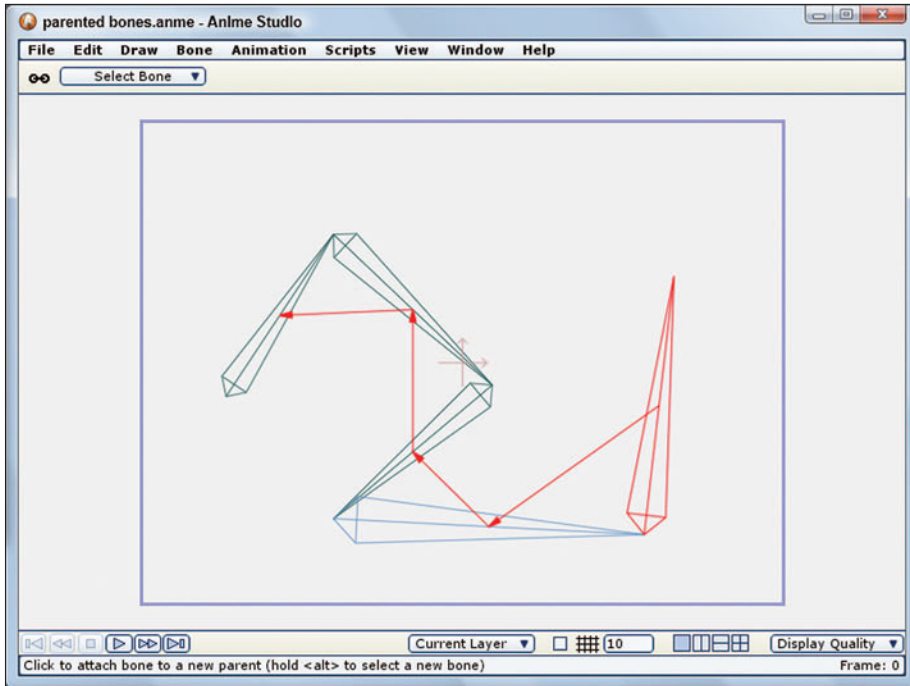 parented bones.anme - AnIme StudIo
File Edit Draw Bone Animation Scripts View Window Help
Select Bone
Current Layer 10 Display Quality
Click to attach bone to a new parent (hold <alt> to select a new bone) Frame: 0